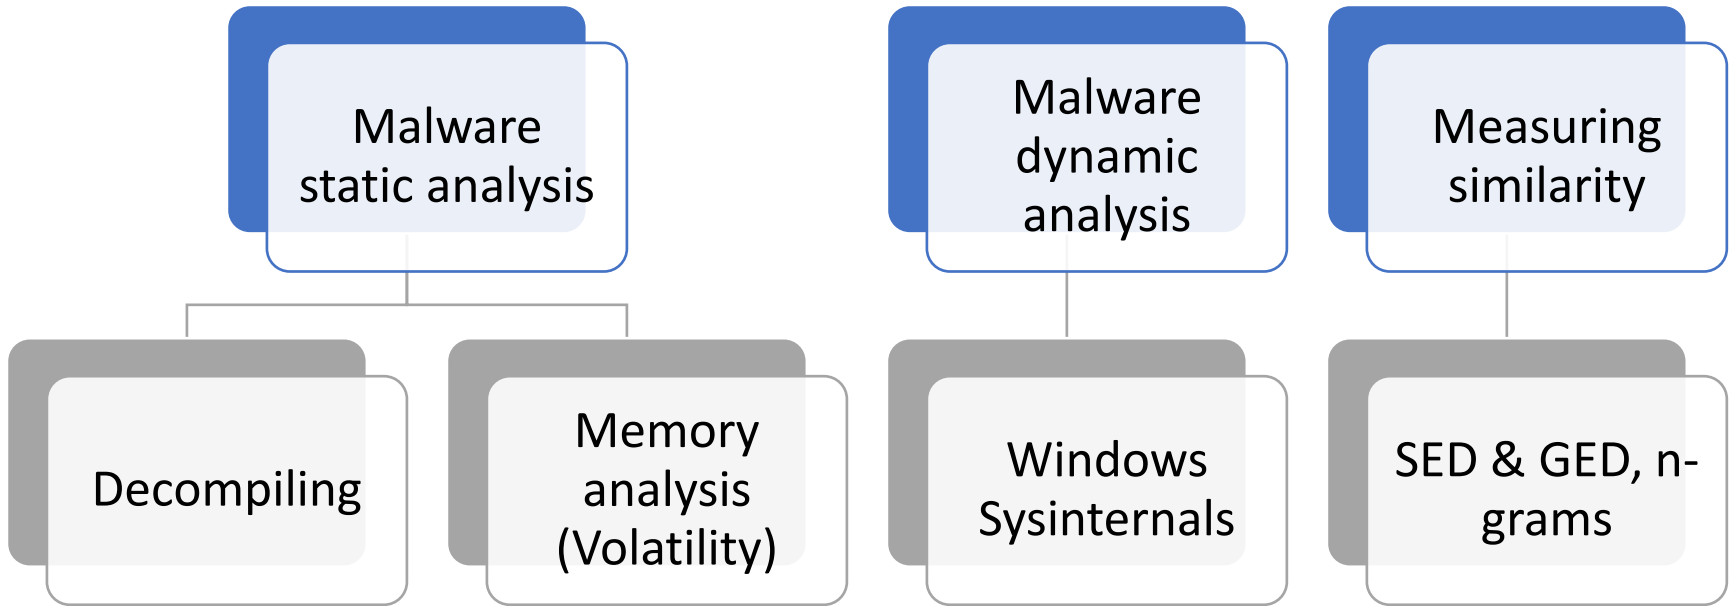 Malware
static analysis
Malware
dynamic
analysis
Measuring
similarity
Decompiling
Memory
analysis
(Volatility)
Windows
Sysinternals
SED & GED, n-
grams